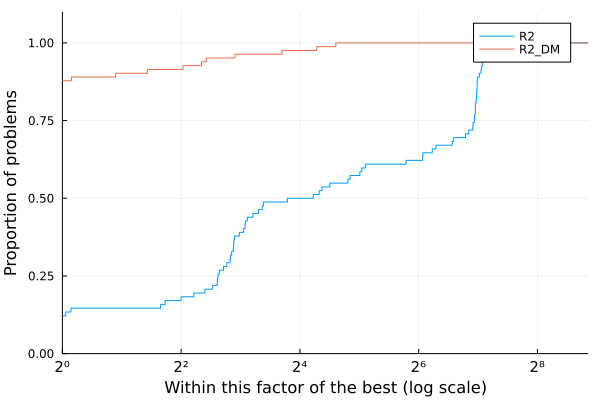 R2
R2_DM
Proportion of problems
1.00
0.75
0.50
0.25
0.00
2⁰ 2² 2⁴ 2⁶ 2⁸
Within this factor of the best (log scale)